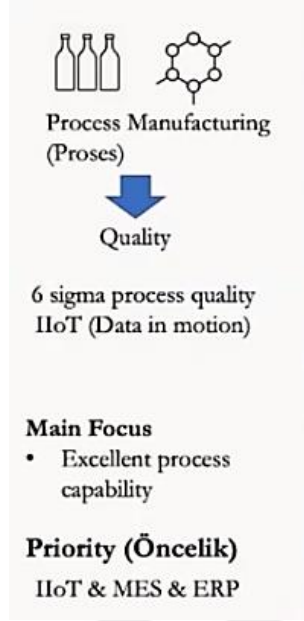 Process Manufacturing
(Proses)
Quality
6 sigma process quality
IIoT (Data in motion)
Main Focus
• Excellent process
capability
Priority (Öncelik)
IIoT & MES & ERP